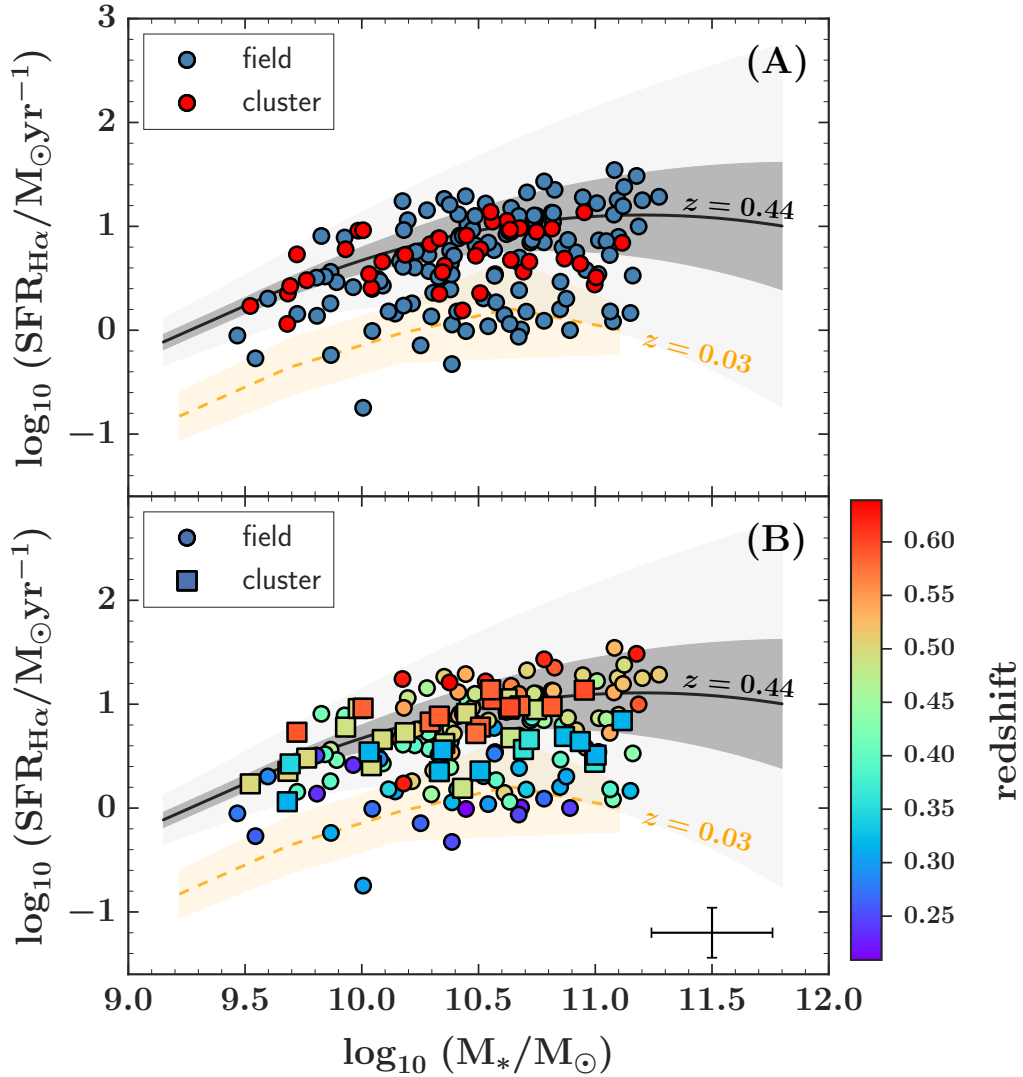 field
cluster
(A)
3
2
1
0
−1
log₁₀ (SFR_Hα/M⊙yr⁻¹)
z = 0.44
z = 0.03
field
cluster
(B)
2
1
0
−1
log₁₀ (SFR_Hα/M⊙yr⁻¹)
z = 0.44
z = 0.03
9.0 9.5 10.0 10.5 11.0 11.5 12.0
log₁₀ (M_*/M⊙)
0.60
0.55
0.50
0.45
0.40
0.35
0.30
0.25
redshift